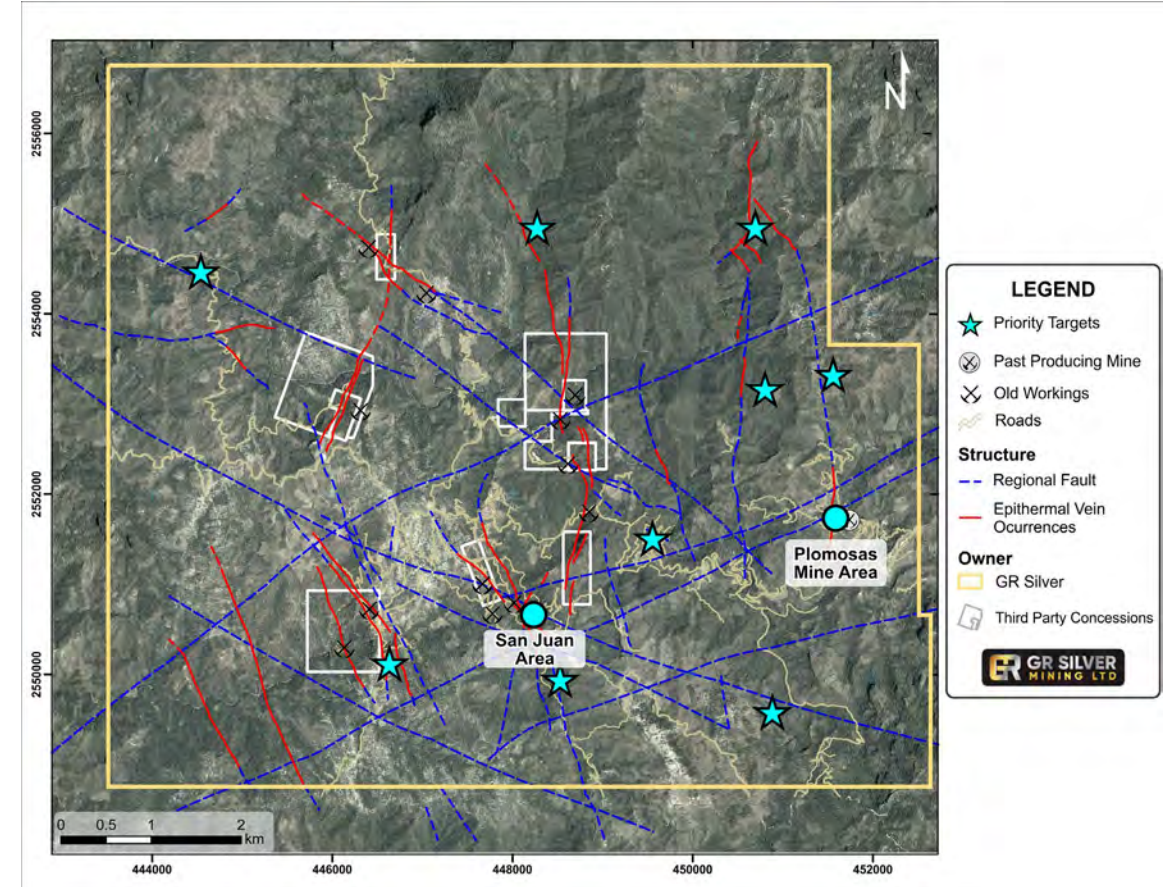 N
2556000
2554000
2552000
2550000
Plomosas
Mine Area
San Juan
Area
0 0.5 1 2
km
444000 446000 448000 450000 452000
LEGEND
Priority Targets
Past Producing Mine
Old Workings
Roads
Structure
Regional Fault
Epithermal Vein
Ocurrences
Owner
GR Silver
Third Party Concessions
GR GR SILVER
MINING LTD